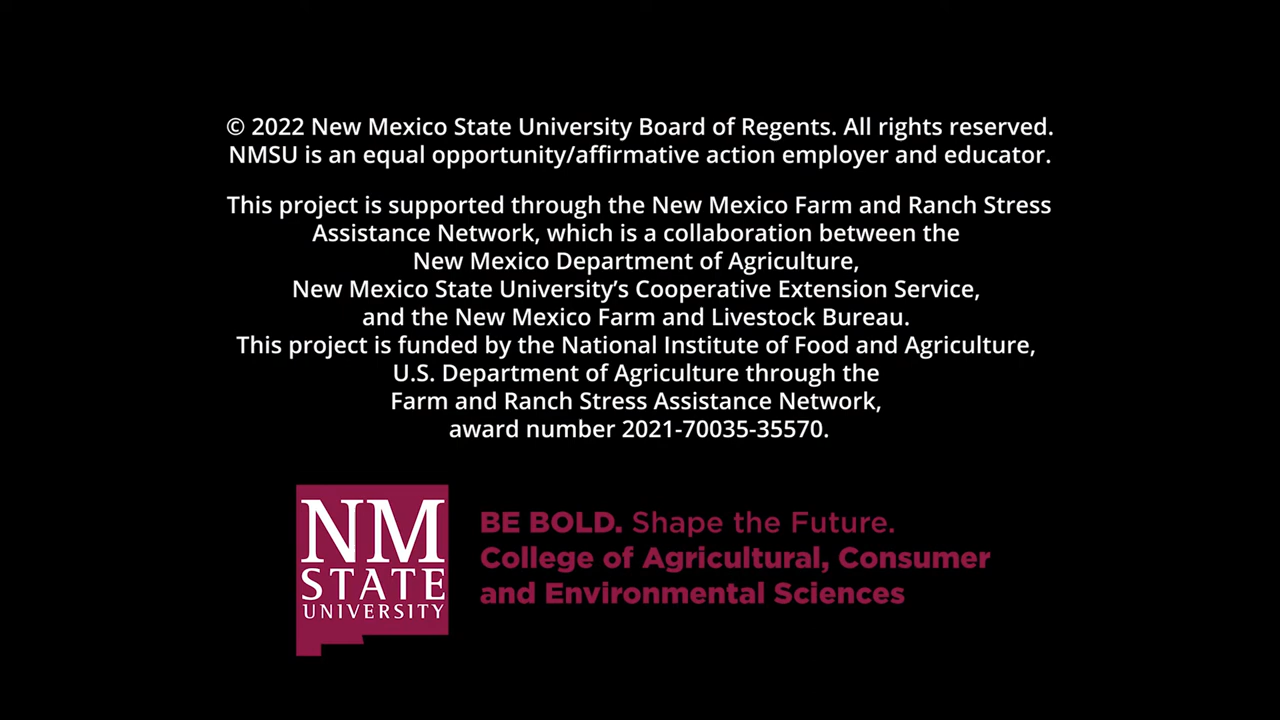 © 2022 New Mexico State University Board of Regents. All rights reserved.
NMSU is an equal opportunity/affirmative action employer and educator.
This project is supported through the New Mexico Farm and Ranch Stress
Assistance Network, which is a collaboration between the
New Mexico Department of Agriculture,
New Mexico State University’s Cooperative Extension Service,
and the New Mexico Farm and Livestock Bureau.
This project is funded by the National Institute of Food and Agriculture,
U.S. Department of Agriculture through the
Farm and Ranch Stress Assistance Network,
award number 2021-70035-35570.
NM
STATE
UNIVERSITY
BE BOLD. Shape the Future.
College of Agricultural, Consumer
and Environmental Sciences